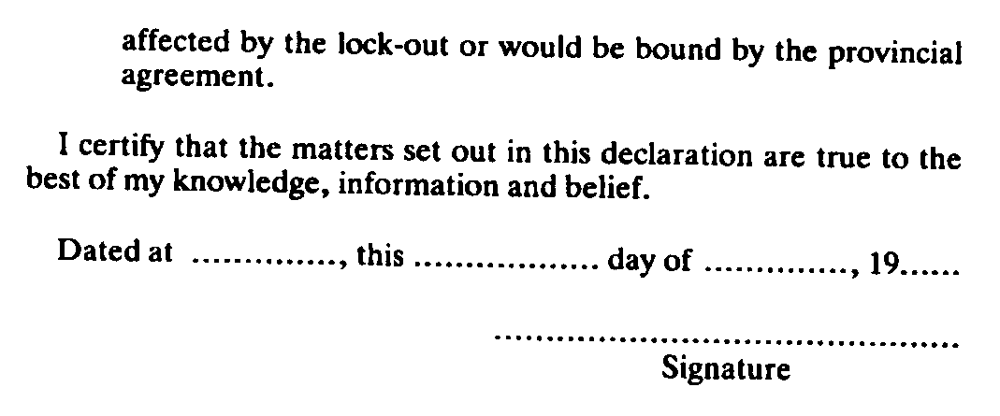 affected by the lock-out or would be bound by the provincial
agreement.
I certify that the matters set out in this declaration are true to the
best of my knowledge, information and belief.
Dated at .............., this .................. day of .............., 19......
..............................................
Signature